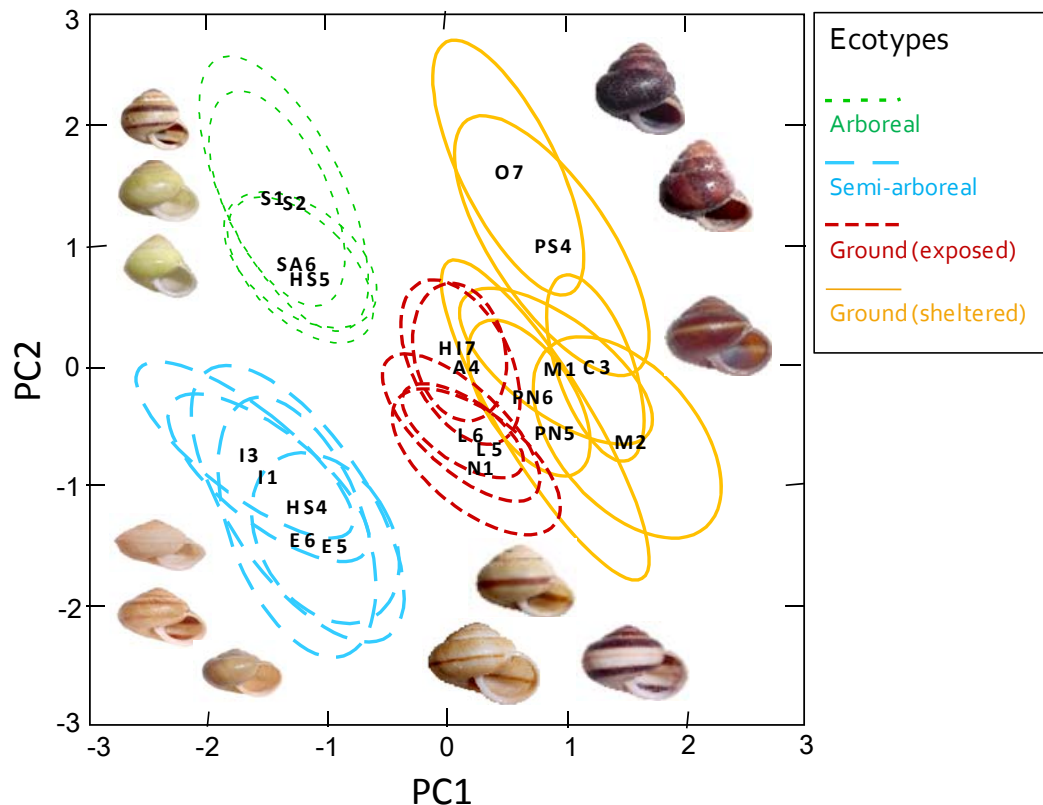 3
2
1
0
-1
-2
-3
-3
-2
-1
0
1
2
3
PC2
PC1
S1
S2
SA6
HS5
I3
I1
HS4
E6
E5
HI7
A4
L6
L5
N1
O7
PS4
M1
C3
PN6
PN5
M2
Ecotypes
Arboreal
Semi-arboreal
Ground (exposed)
Ground (sheltered)